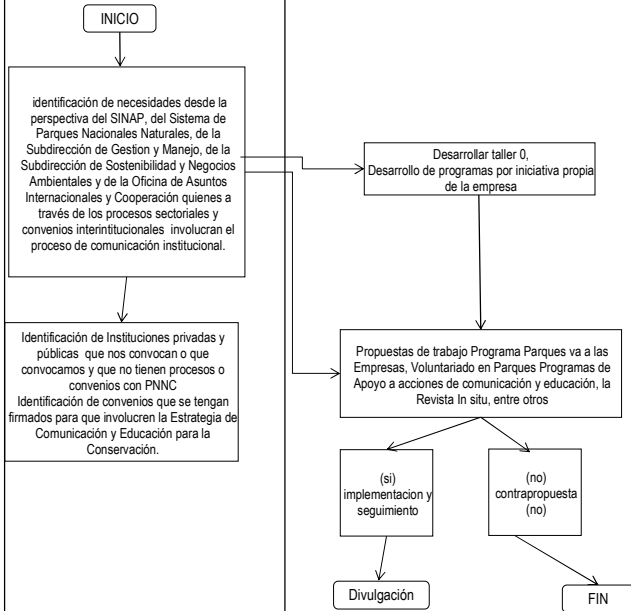 INICIO
identificación de necesidades desde la
perspectiva del SINAP, del Sistema de
Parques Nacionales Naturales, de la
Subdirección de Gestion y Manejo, de la
Subdirección de Sostenibilidad y Negocios
Ambientales y de la Oficina de Asuntos
Internacionales y Cooperación quienes a
través de los procesos sectoriales y
convenios interintitucionales involucran el
proceso de comunicación institucional.
Desarrollar taller 0,
Desarrollo de programas por iniciativa propia
de la empresa
Identificación de Instituciones privadas y
públicas que nos convocan o que
convocamos y que no tienen procesos o
convenios con PNNC
Identificación de convenios que se tengan
firmados para que involucren la Estrategia de
Comunicación y Educación para la
Conservación.
Propuestas de trabajo Programa Parques va a las
Empresas, Voluntariado en Parques Programas de
Apoyo a acciones de comunicación y educación, la
Revista In situ, entre otros
(si)
implementacion y
seguimiento
(no)
contrapropuesta
(no)
Divulgación
FIN